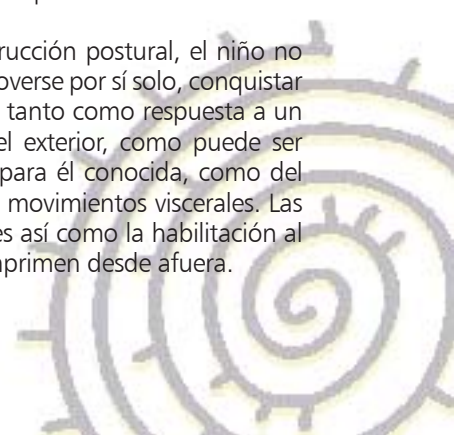 rucción postural, el niño no
overse por sí solo, conquistar
tanto como respuesta a un
el exterior, como puede ser
para él conocida, como del
movimientos viscerales. Las
es así como la habilitación al
mprimen desde afuera.